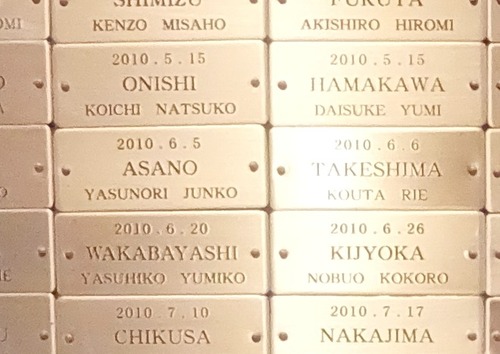 SHIMIZU
KENZO MISAHO
FURUTA
AKISHIRO HIROMI
2010.5.15
ONISHI
KOICHI NATSUKO
2010.5.15
HAMAKAWA
DAISUKE YUMI
2010.6.5
ASANO
YASUNORI JUNKO
2010.6.6
TAKESHIMA
KOUTA RIE
2010.6.20
WAKABAYASHI
YASUHIKO YUMIKO
2010.6.26
KIJYOKA
NOBUO KOKORO
2010.7.10
CHIKUSA
2010.7.17
NAKAJIMA